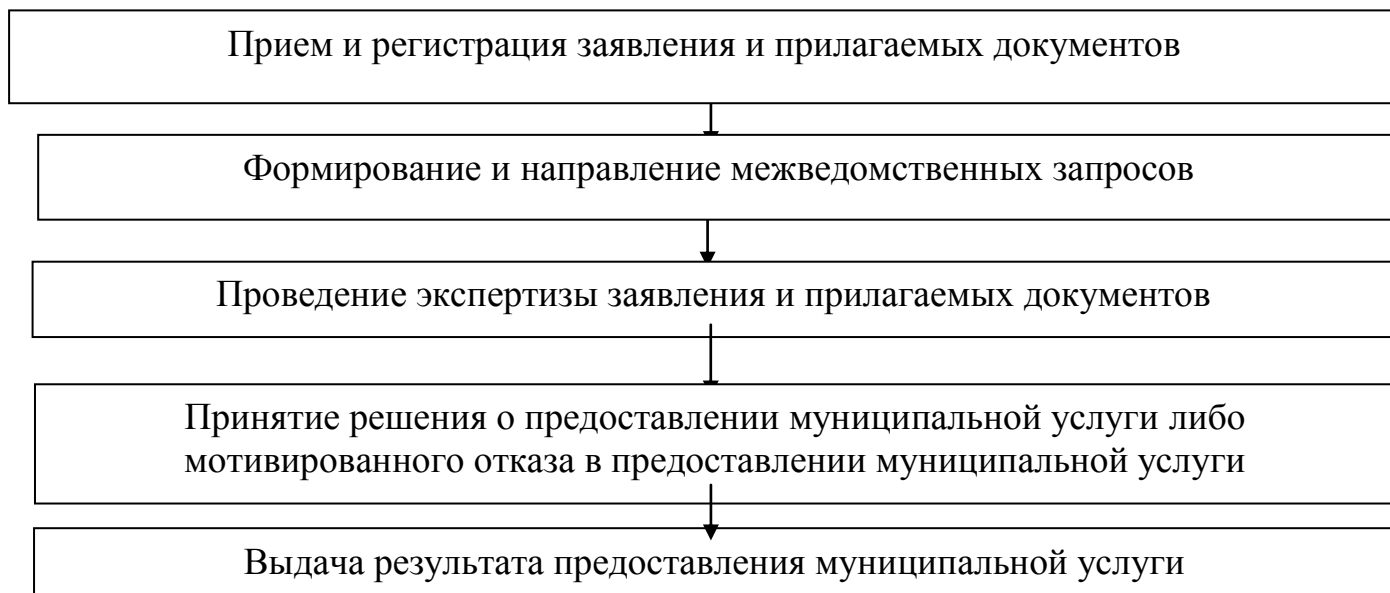 Прием и регистрация заявления и прилагаемых документов
Формирование и направление межведомственных запросов
Проведение экспертизы заявления и прилагаемых документов
Принятие решения о предоставлении муниципальной услуги либо
мотивированного отказа в предоставлении муниципальной услуги
Выдача результата предоставления муниципальной услуги